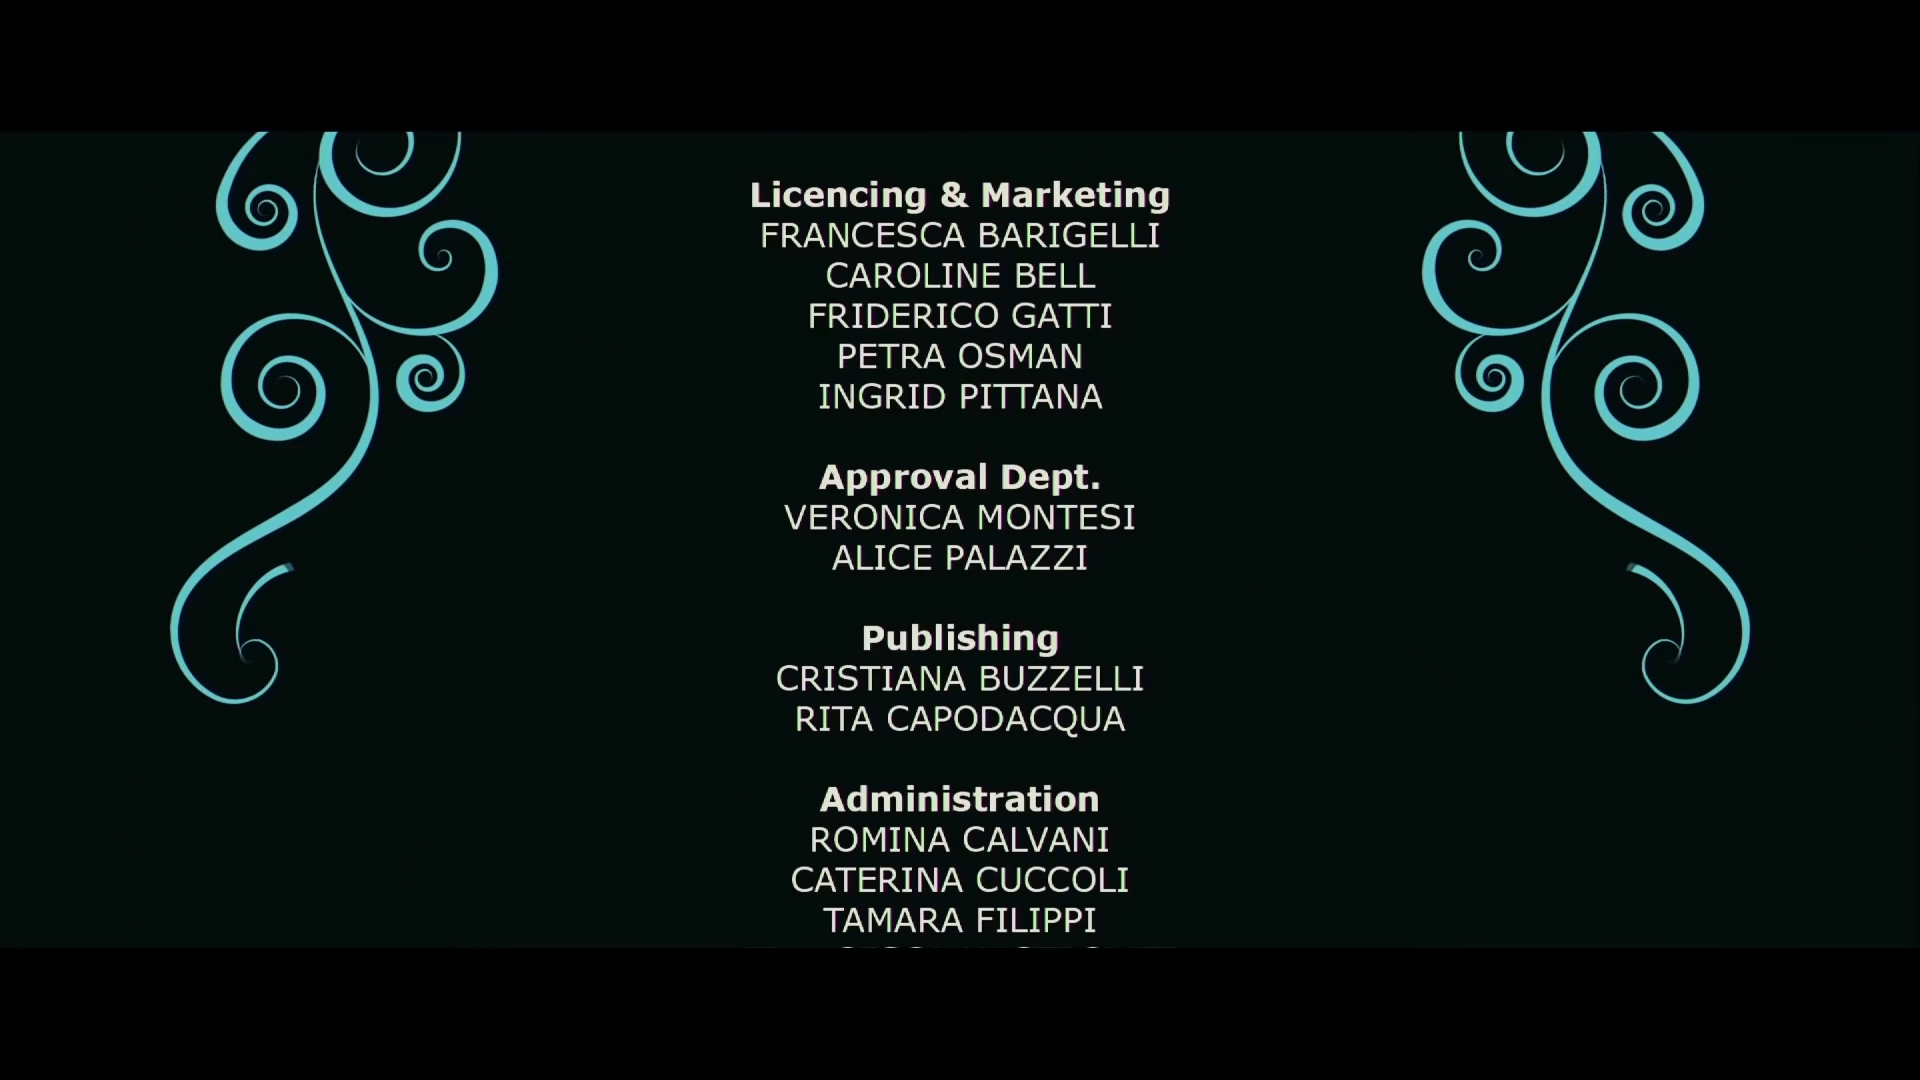 Licencing & Marketing
FRANCESCA BARIGELLI
CAROLINE BELL
FRIDERICO GATTI
PETRA OSMAN
INGRID PITTANA
Approval Dept.
VERONICA MONTESI
ALICE PALAZZI
Publishing
CRISTIANA BUZZELLI
RITA CAPODACQUA
Administration
ROMINA CALVANI
CATERINA CUCCOLI
TAMARA FILIPPI